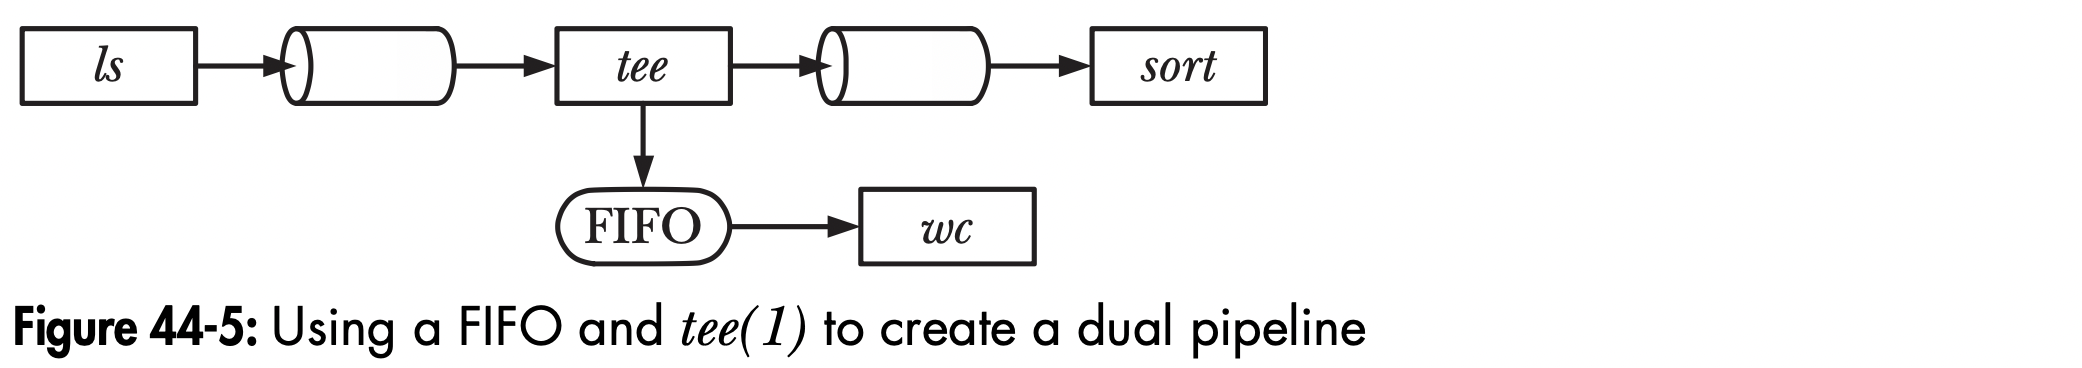 ls
tee
sort
FIFO
wc
Figure 44-5: Using a FIFO and tee(1) to create a dual pipeline